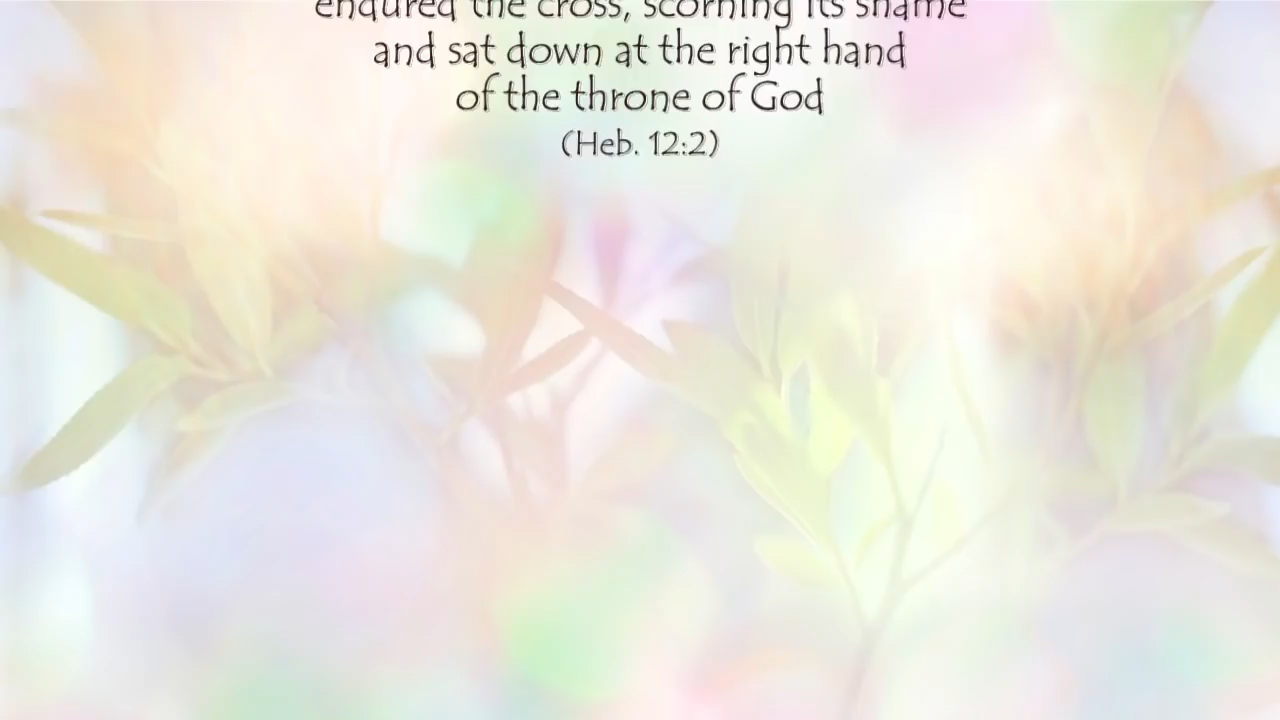 endured the cross, scorning its shame
and sat down at the right hand
of the throne of God
(Heb. 12:2)